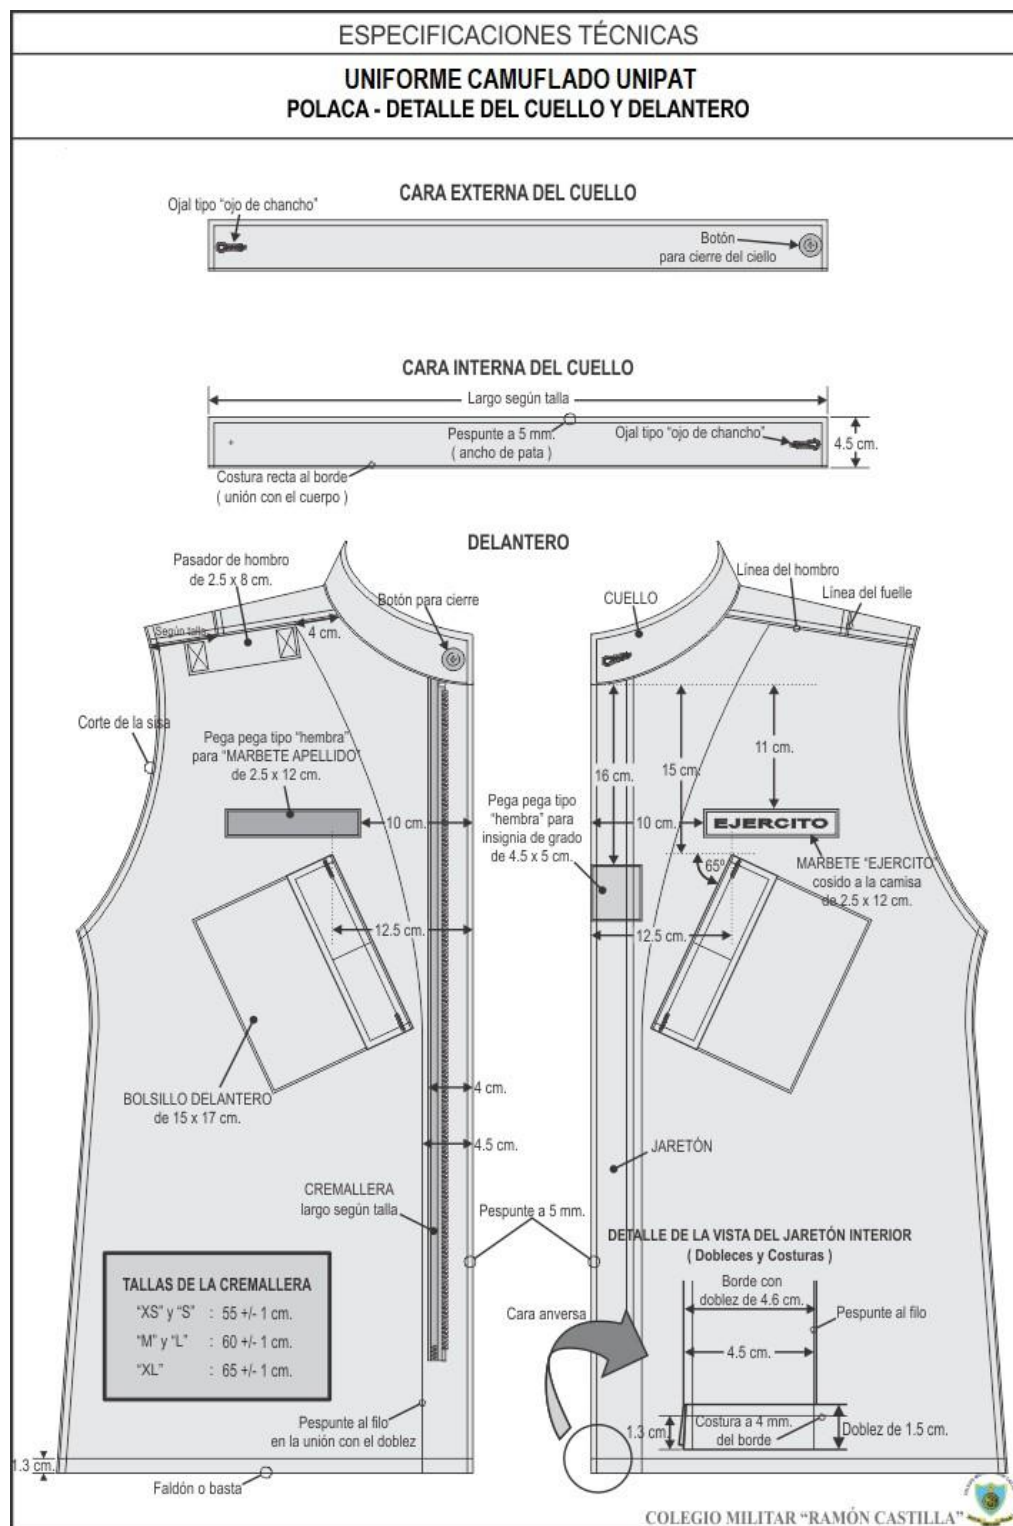 ESPECIFICACIONES TÉCNICAS
UNIFORME CAMUFLADO UNIPAT
POLACA - DETALLE DEL CUELLO Y DELANTERO
CARA EXTERNA DEL CUELLO
Ojal tipo “ojo de chancho”
Botón
para cierre del ciello
CARA INTERNA DEL CUELLO
Largo según talla
Pespunte a 5 mm.
( ancho de pata )
Ojal tipo “ojo de chancho”
4.5 cm.
Costura recta al borde
( unión con el cuerpo )
DELANTERO
Pasador de hombro
de 2.5 x 8 cm.
Botón para cierre
Según talla
4 cm.
CUELLO
Línea del hombro
Línea del fuelle
Corte de la sisa
Pega pega tipo “hembra”
para “MARBETE APELLIDO”
de 2.5 x 12 cm.
10 cm.
Pega pega tipo
“hembra” para
insignia de grado
de 4.5 x 5 cm.
16 cm.
15 cm.
11 cm.
10 cm.
EJERCITO
65º
MARBETE “EJERCITO”
cosido a la camisa
de 2.5 x 12 cm.
12.5 cm.
12.5 cm.
BOLSILLO DELANTERO
de 15 x 17 cm.
4 cm.
4.5 cm.
JARETÓN
CREMALLERA
largo según talla
Pespunte a 5 mm.
DETALLE DE LA VISTA DEL JARETÓN INTERIOR
( Dobleces y Costuras )
TALLAS DE LA CREMALLERA
“XS” y “S” : 55 +/- 1 cm.
“M” y “L” : 60 +/- 1 cm.
“XL” : 65 +/- 1 cm.
Cara anversa
Borde con
doblez de 4.6 cm.
Pespunte al filo
4.5 cm.
Pespunte al filo
en la unión con el doblez
1.3 cm.
Costura a 4 mm.
del borde
Doblez de 1.5 cm.
1.3 cm.
Faldón o basta
COLEGIO MILITAR “RAMÓN CASTILLA”